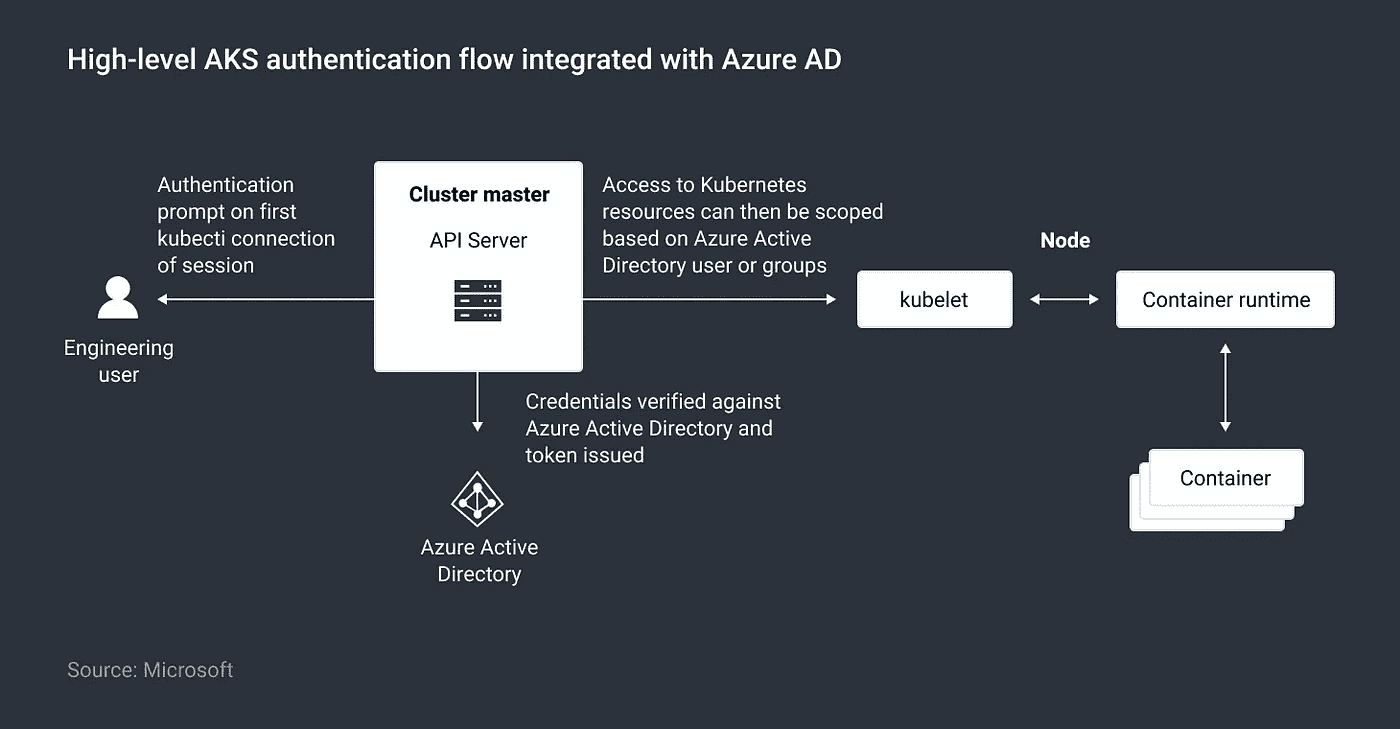 High-level AKS authentication flow integrated with Azure AD
Authentication
prompt on first
kubecti connection
of session
Engineering
user
Cluster master
API Server
Access to Kubernetes
resources can then be scoped
based on Azure Active
Directory user or groups
Credentials verified against
Azure Active Directory and
token issued
Azure Active
Directory
Node
kubelet
Container runtime
Container
Source: Microsoft